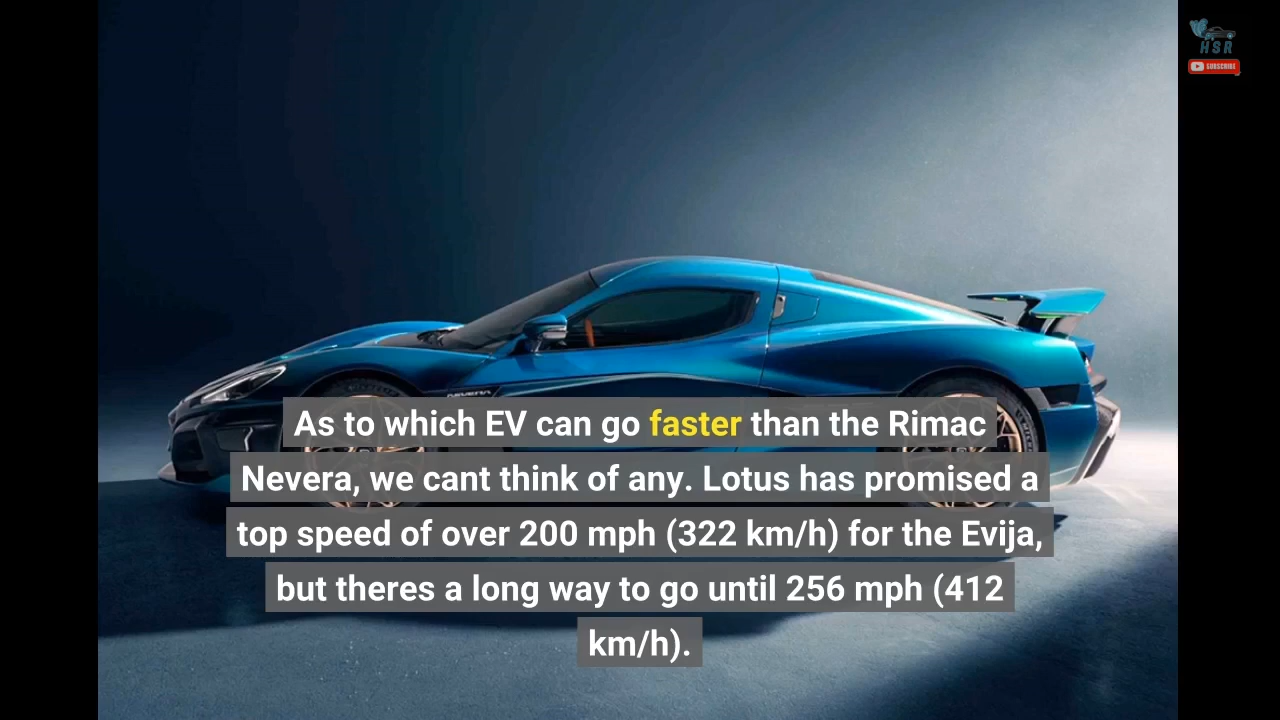 HSR
SUBSCRIBE
NEVERA
As to which EV can go faster than the Rimac
Nevera, we cant think of any. Lotus has promised a
top speed of over 200 mph (322 km/h) for the Evija,
but theres a long way to go until 256 mph (412
km/h).